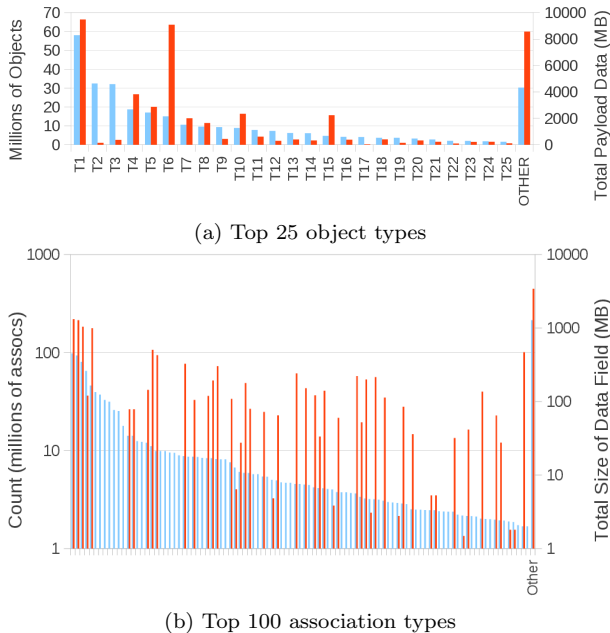 Millions of Objects
70
60
50
40
30
20
10
0
10000
8000
6000
4000
2000
0
Total Payload Data (MB)
T1 T2 T3 T4 T5 T6 T7 T8 T9 T10 T11 T12 T13 T14 T15 T16 T17 T18 T19 T20 T21 T22 T23 T24 T25 OTHER
(a) Top 25 object types
Count (millions of assocs)
1000
100
10
1
10000
1000
100
10
1
Total Size of Data Field (MB)
Other
(b) Top 100 association types